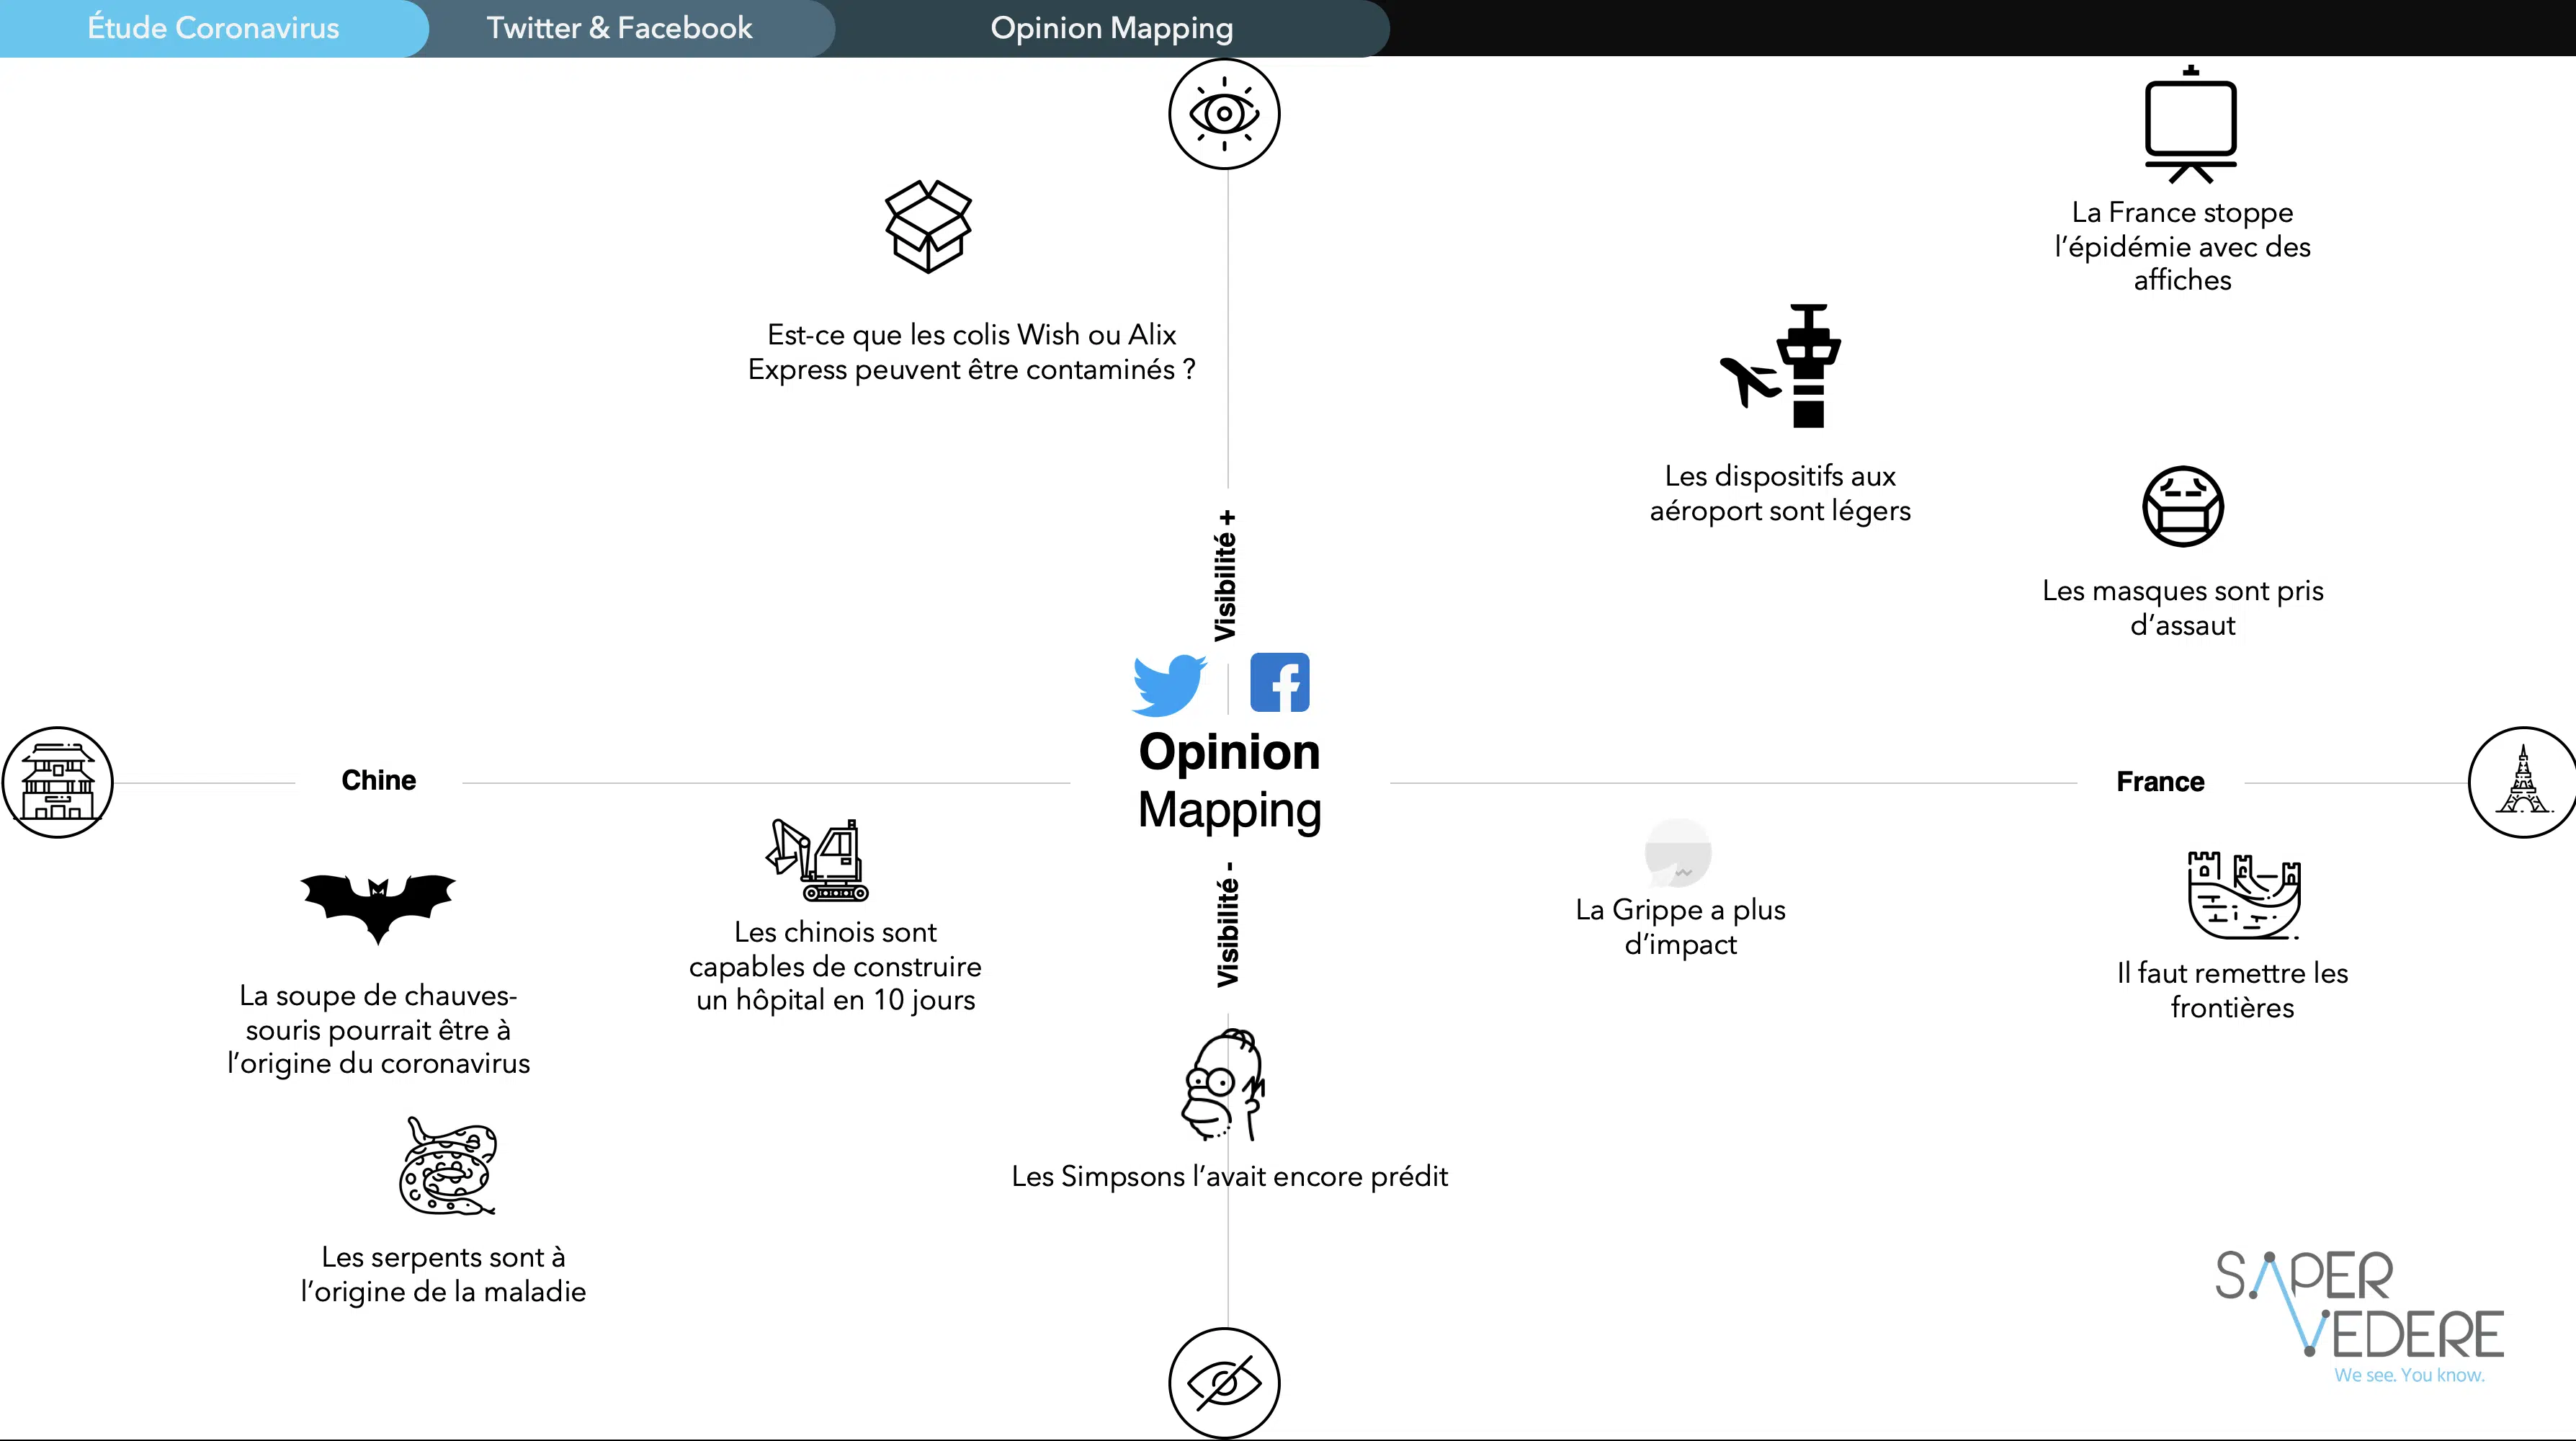 Étude Coronavirus
Twitter & Facebook
Opinion Mapping
La France stoppe
l’épidémie avec des
affiches
Est-ce que les colis Wish ou Alix
Express peuvent être contaminés ?
Les dispositifs aux
aéroport sont légers
Les masques sont pris
d’assaut
Visibilité +
Opinion
Mapping
Chine
France
Visibilité -
Les chinois sont
capables de construire
un hôpital en 10 jours
La Grippe a plus
d’impact
Il faut remettre les
frontières
La soupe de chauves-
souris pourrait être à
l’origine du coronavirus
Les Simpsons l’avait encore prédit
Les serpents sont à
l’origine de la maladie
SAPER
VEDERE
We see. You know.